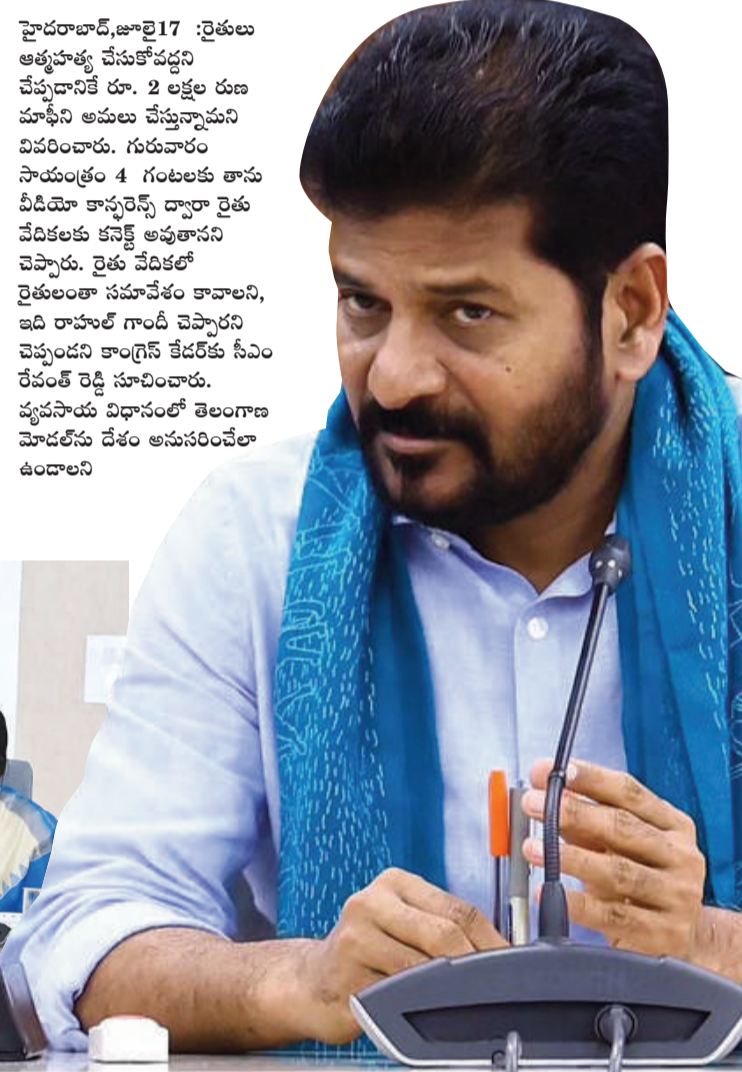 హైదరాబాద్,జూలై17 :రైతులు
ఆత్మహత్య చేసుకోవద్దని
చెప్పడానికే రూ. 2 లక్షల రుణ
మాఫీని అమలు చేస్తున్నామని
వివరించారు. గురువారం
సాయంత్రం 4 గంటలకు తాను
వీడియో కాన్ఫరెన్స్ ద్వారా రైతు
వేదికలకు కనెక్ట్ అవుతానని
చెప్పారు. రైతు వేదికలో
రైతులంతా సమావేశం కావాలని,
ఇది రాహుల్ గాందీ చెప్పారని
చెప్పండని కాంగ్రెస్ కేడర్‌కు సీఎం
రేవంత్ రెడ్డి సూచించారు.
వ్యవసాయ విధానంలో తెలంగాణ
మోడల్‌ను దేశం అనుసరించేలా
ఉండాలని